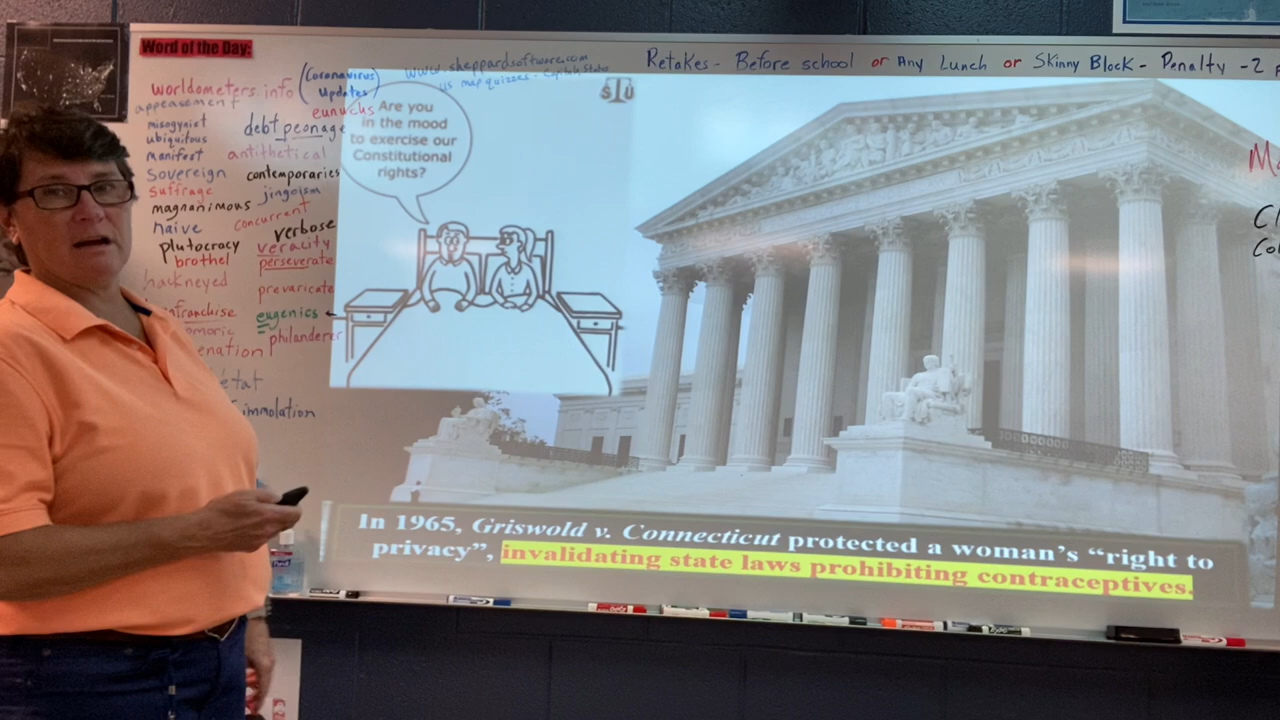 Word of the Day:
www.sheppardsoftware.com
us map quizzes - Capitals, States
Retakes - Before school or Any Lunch or Skinny Block - Penalty -2
worldometers.info (Coronavirus
Updates)
appeasement
eunuchs
misogynist
debt peonage
ubiquitous
manifest
antithetical
sovereign
contemporaries
suffrage
jingoism
magnanimous
concurrent
naive
verbose
plutocracy
veracity
brothel
perseverate
hackneyed
prevaricate
eugenics
philanderer
immolation
Are you
in the mood
to exercise our
Constitutional
rights?
In 1965, Griswold v. Connecticut protected a woman's "right to
privacy", invalidating state laws prohibiting contraceptives.